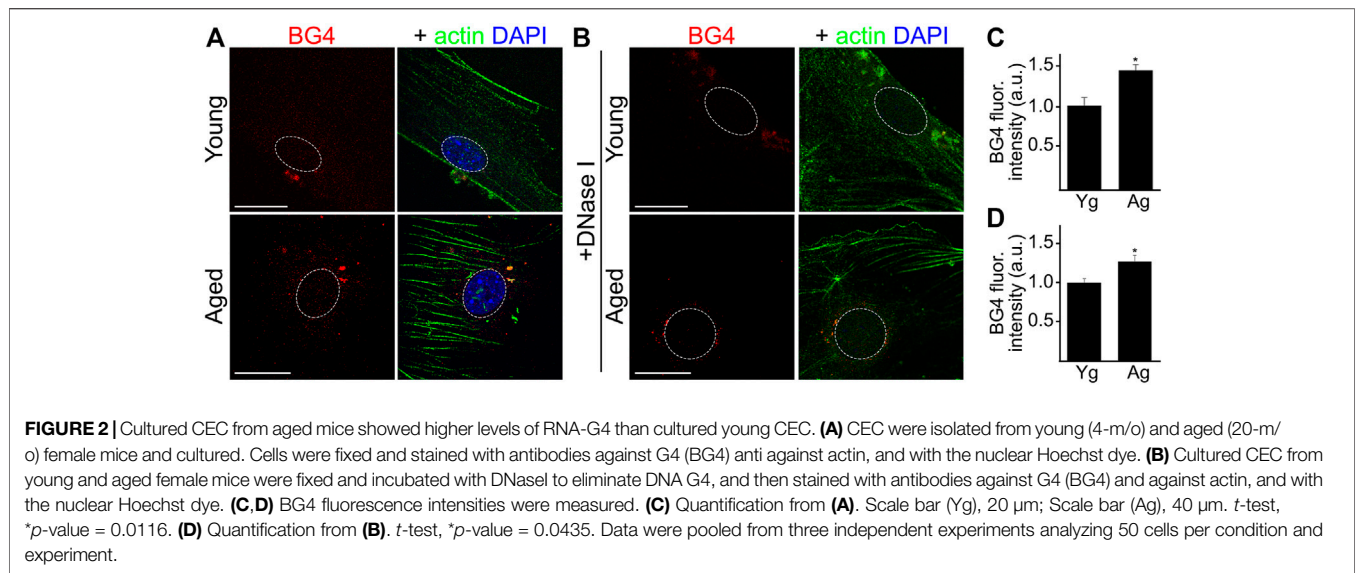 A
BG4
+ actin DAPI
Young
Aged
B
BG4
+ actin DAPI
+DNase I
Young
Aged
C
BG4 fluor.
intensity (a.u.)
1.5
1.0
0.5
*
Yg
Ag
D
BG4 fluor.
intensity (a.u.)
1.5
1.0
0.5
*
Yg
Ag
FIGURE 2 | Cultured CEC from aged mice showed higher levels of RNA-G4 than cultured young CEC. (A) CEC were isolated from young (4-m/o) and aged (20-m/
o) female mice and cultured. Cells were fixed and stained with antibodies against G4 (BG4) anti against actin, and with the nuclear Hoechst dye. (B) Cultured CEC from
young and aged female mice were fixed and incubated with DNaseI to eliminate DNA G4, and then stained with antibodies against G4 (BG4) and against actin, and with
the nuclear Hoechst dye. (C,D) BG4 fluorescence intensities were measured. (C) Quantification from (A). Scale bar (Yg), 20 μm; Scale bar (Ag), 40 μm. t-test,
*p-value = 0.0116. (D) Quantification from (B). t-test, *p-value = 0.0435. Data were pooled from three independent experiments analyzing 50 cells per condition and
experiment.